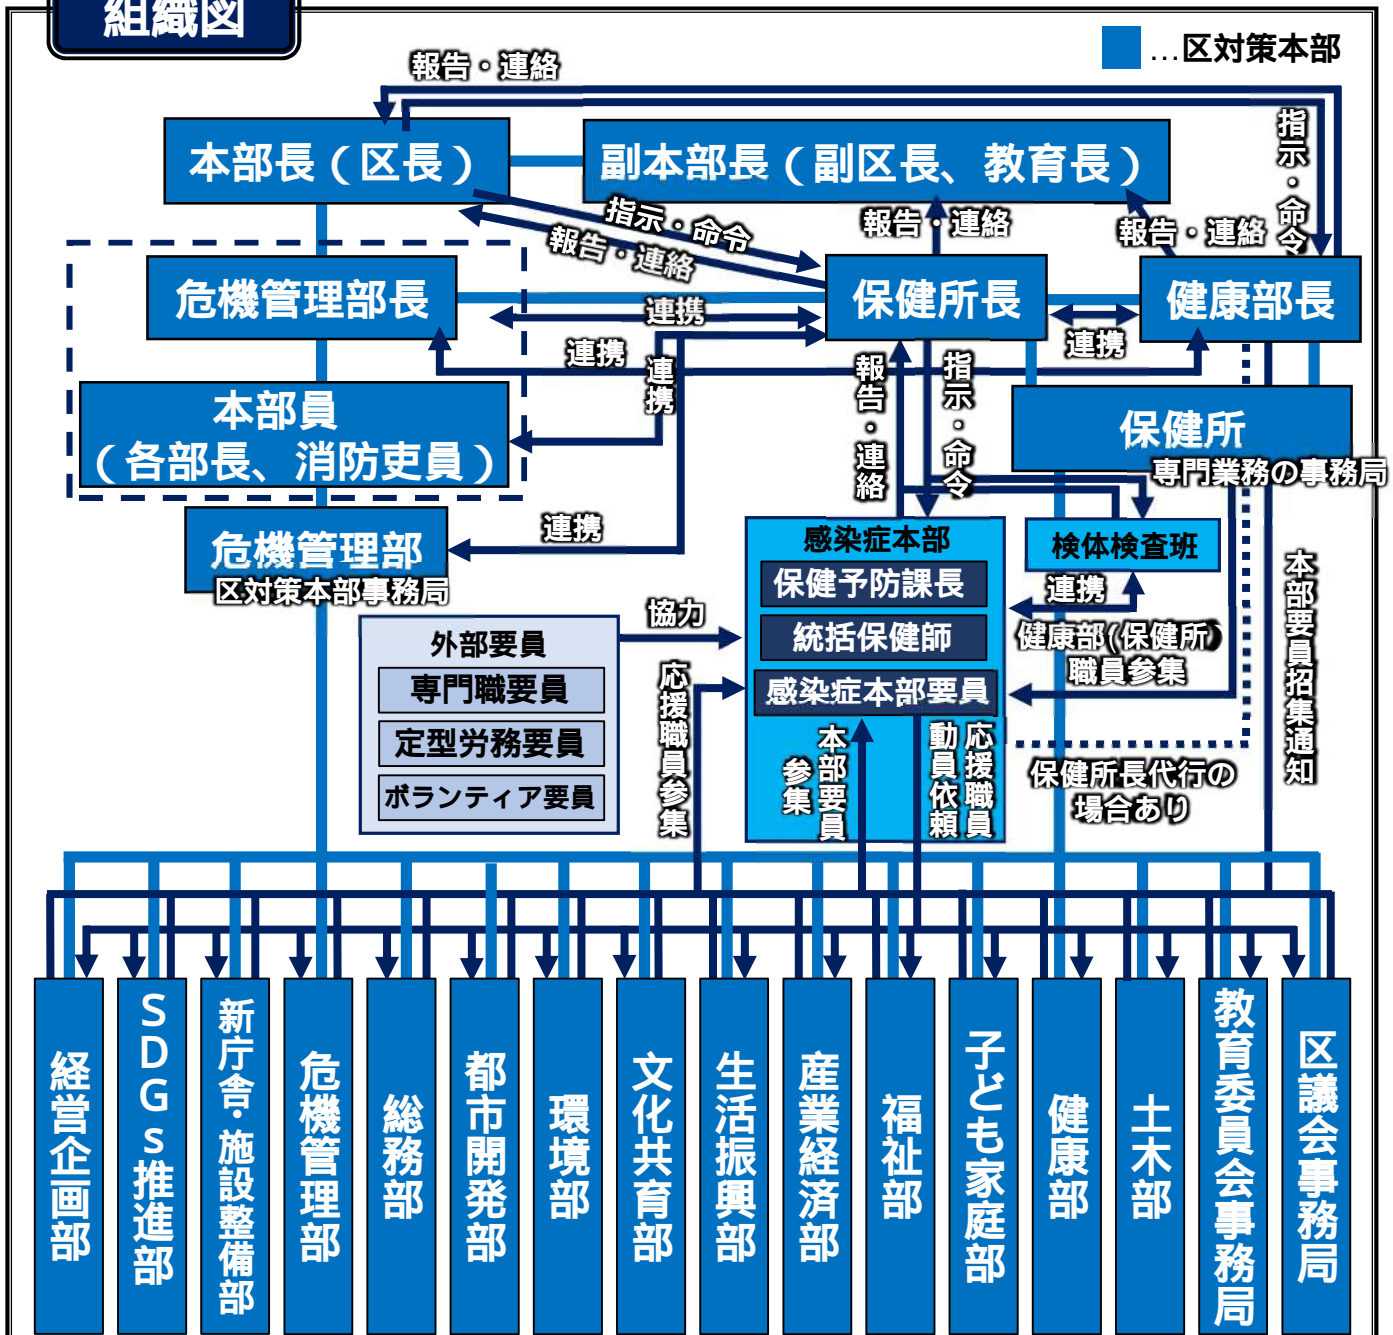 組織図
…区対策本部
報告・連絡
指示・命令
本部長（区長）
副本部長（副区長、教育長）
指示・命令
報告・連絡
報告・連絡
報告・連絡
危機管理部長
保健所長
健康部長
連携
連携
連携
連携
本部員
（各部長、消防吏員）
報告・連絡
指示・命令
保健所
専門業務の事務局
危機管理部
区対策本部事務局
連携
感染症本部
保健予防課長
統括保健師
感染症本部要員
検体検査班
連携
健康部（保健所）
職員参集
本部要員招集通知
協力
外部要員
専門職要員
定型労務要員
ボランティア要員
応援職員参集
本部要員
参集
応援職員
動員依頼
保健所長代行の
場合あり
経営企画部
SDGs推進部
新庁舎・施設整備部
危機管理部
総務部
都市開発部
環境部
文化共育部
生活振興部
産業経済部
福祉部
子ども家庭部
健康部
土木部
教育委員会事務局
区議会事務局